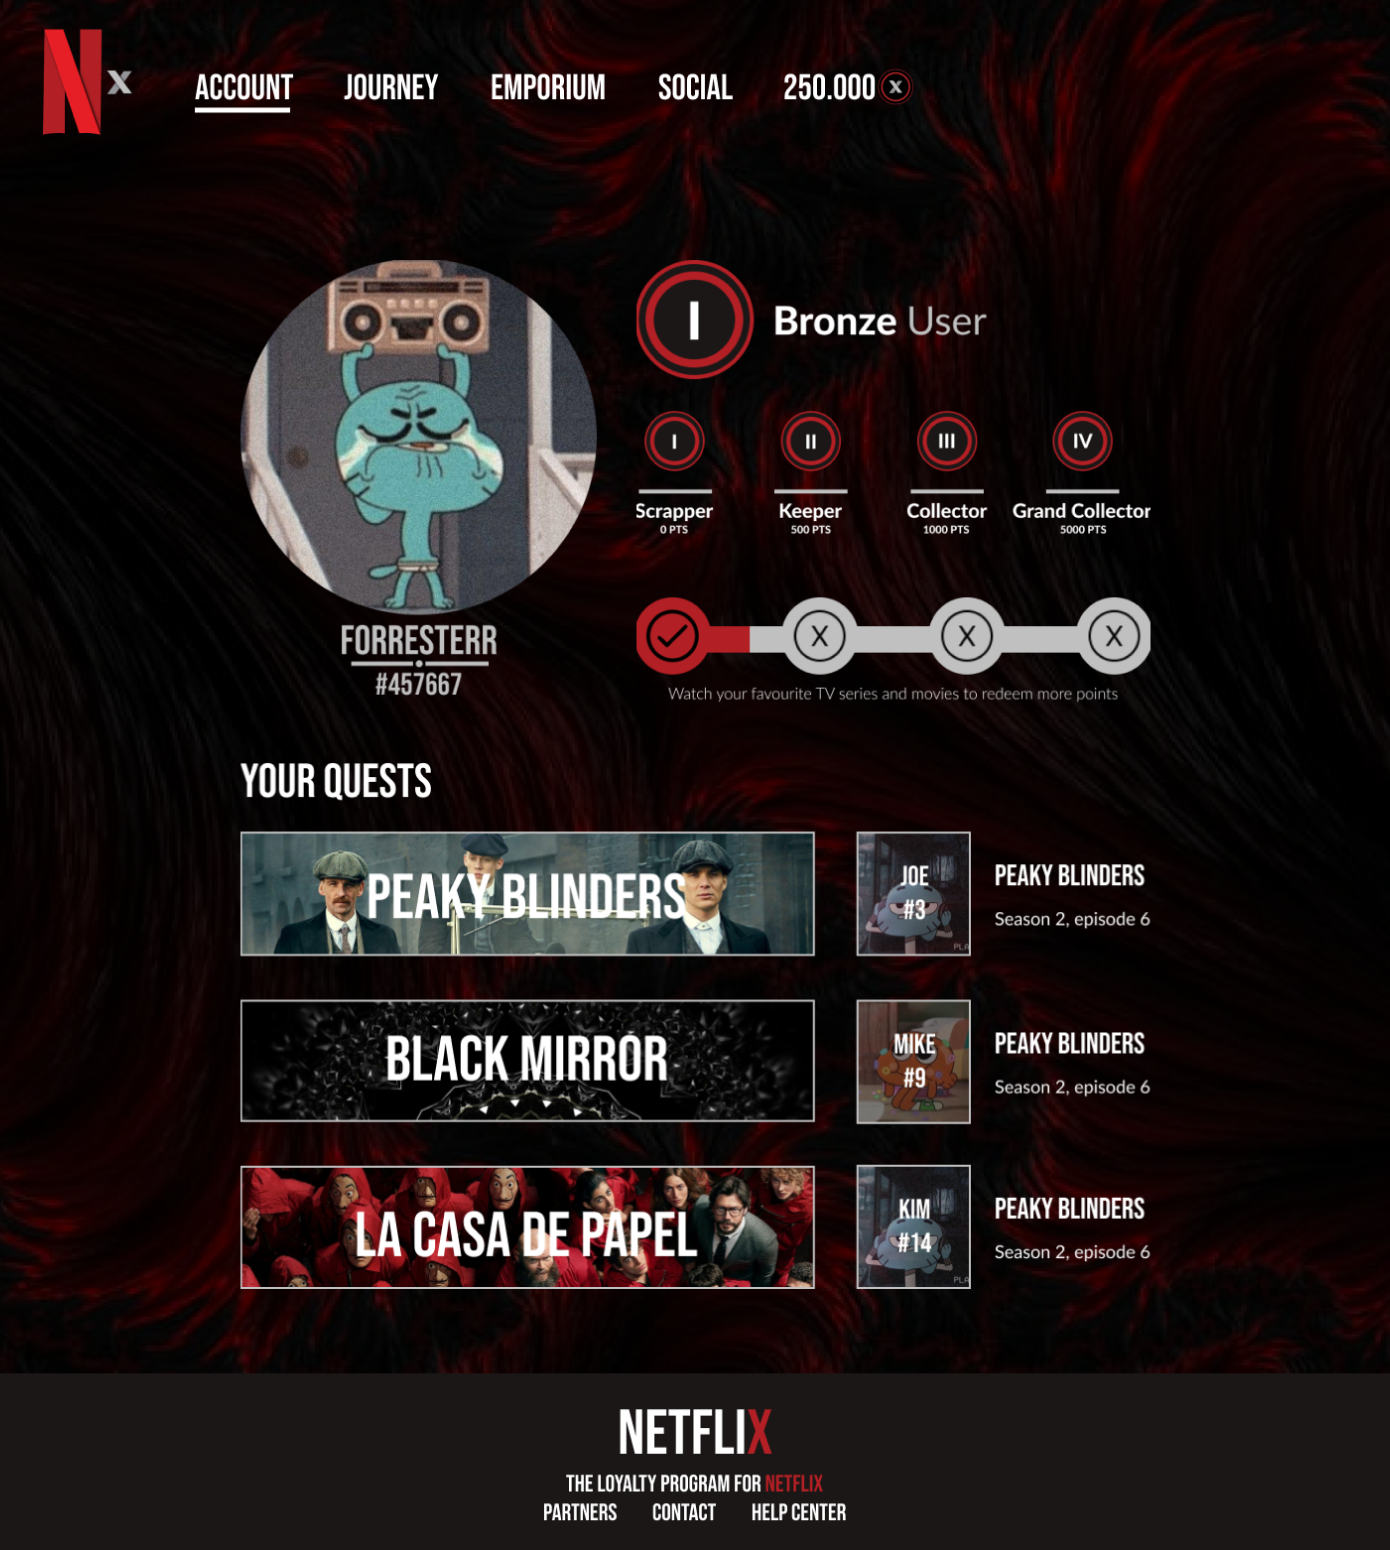 N x
ACCOUNT JOURNEY EMPORIUM SOCIAL 250.000 x
I
Bronze User
I II III IV
Scrapper Keeper Collector Grand Collector
0 PTS 500 PTS 1000 PTS 5000 PTS
X X X
Watch your favourite TV series and movies to redeem more points
FORRESTERR
#457667
YOUR QUESTS
PEAKY BLINDERS
JOE
#3
PLA
PEAKY BLINDERS
Season 2, episode 6
BLACK MIRROR
MIKE
#9
PEAKY BLINDERS
Season 2, episode 6
LA CASA DE PAPEL
KIM
#14
PLA
PEAKY BLINDERS
Season 2, episode 6
NETFLIX
THE LOYALTY PROGRAM FOR NETFLIX
PARTNERS CONTACT HELP CENTER